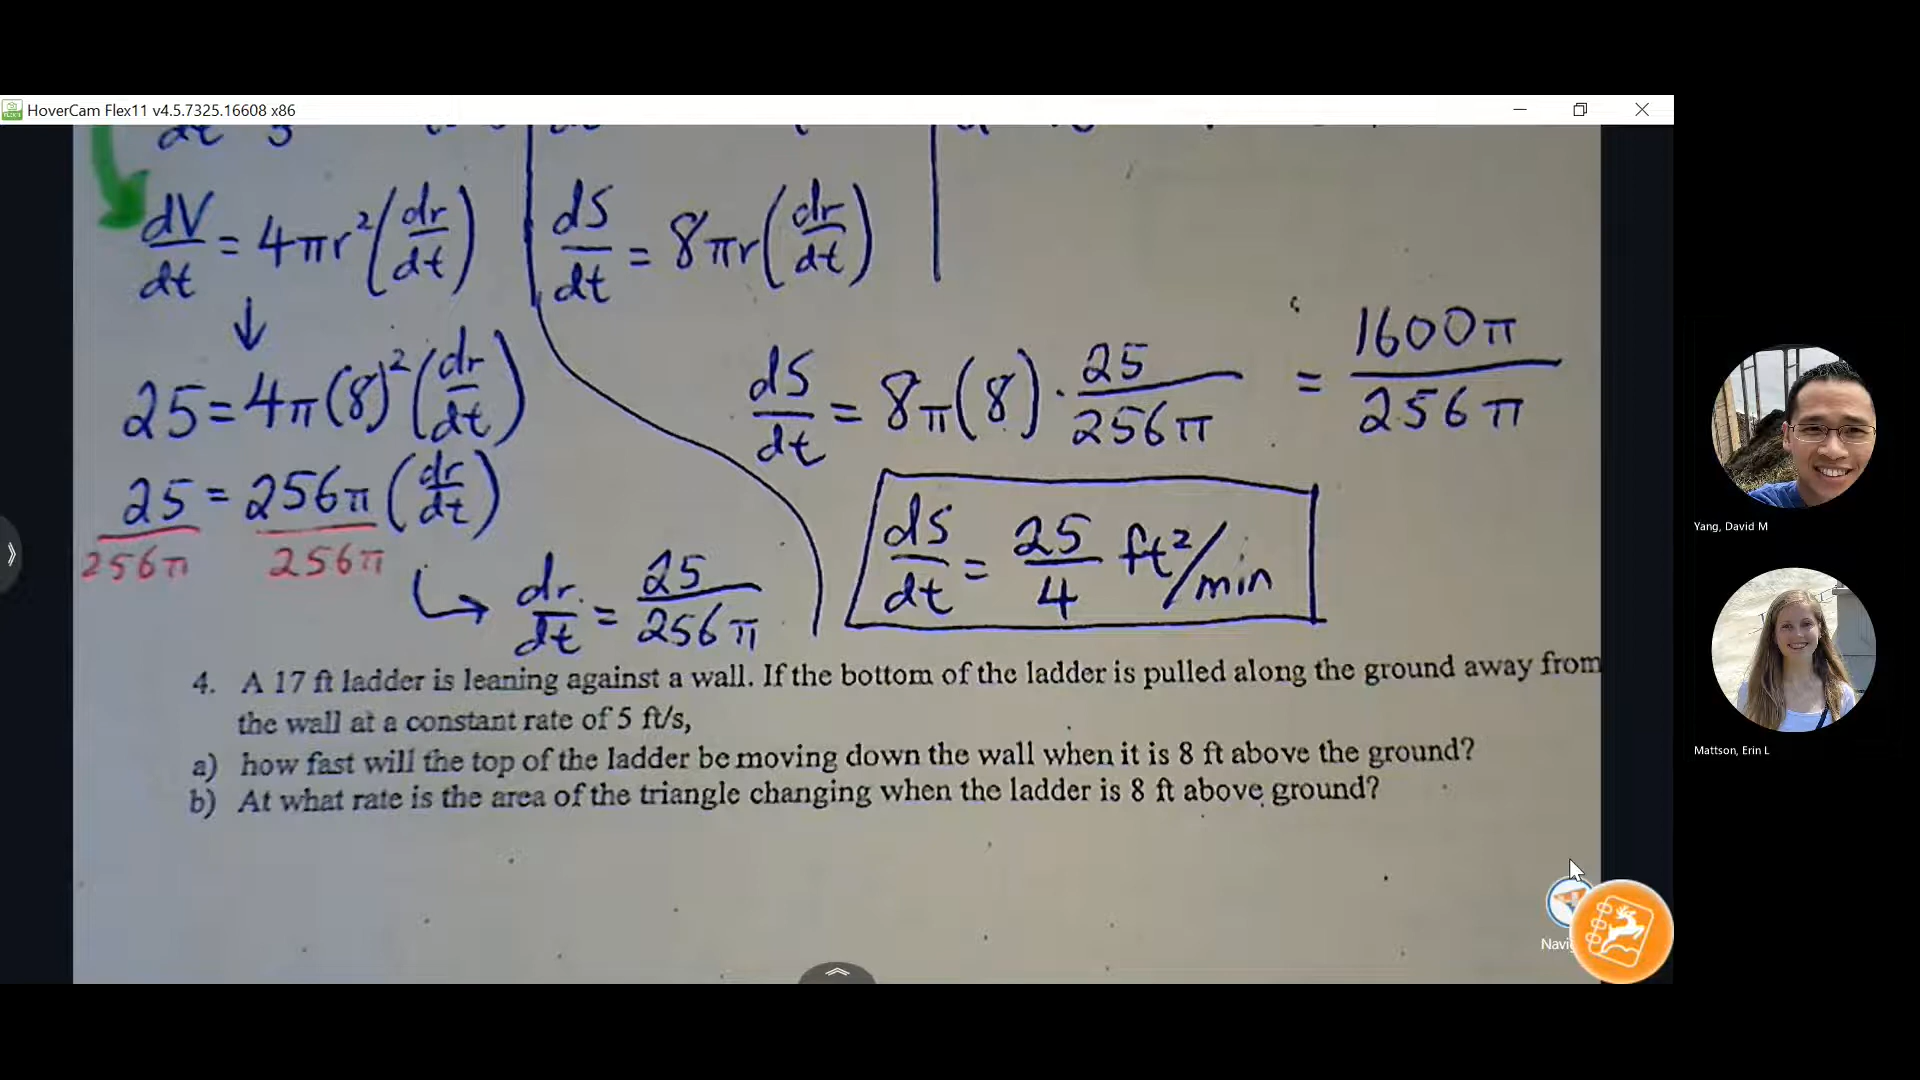 HoverCam Flex11 v4.5.7325.16608 x86
dV/dt = 4πr²(dr/dt)
dS/dt = 8πr(dr/dt)
25 = 4π(8)²(dr/dt)
dS/dt = 8π(8) · 25/256π = 1600π/256π
25 = 256π (dr/dt)
256π 256π
dr/dt = 25/256π
dS/dt = 25/4 ft²/min
4. A 17 ft ladder is leaning against a wall. If the bottom of the ladder is pulled along the ground away from
the wall at a constant rate of 5 ft/s,
a) how fast will the top of the ladder be moving down the wall when it is 8 ft above the ground?
b) At what rate is the area of the triangle changing when the ladder is 8 ft above ground?
Yang, David M
Mattson, Erin L